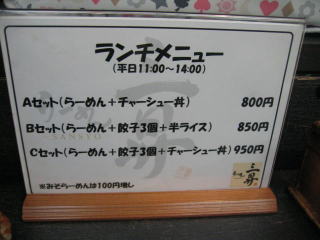 ランチメニュー
(平日11:00~14:00)
Aセット(らーめん+チャーシュー丼) 800円
Bセット(らーめん+餃子3個+半ライス) 850円
Cセット(らーめん+餃子3個+チャーシュー丼) 950円
※みそらーめんは100円増し